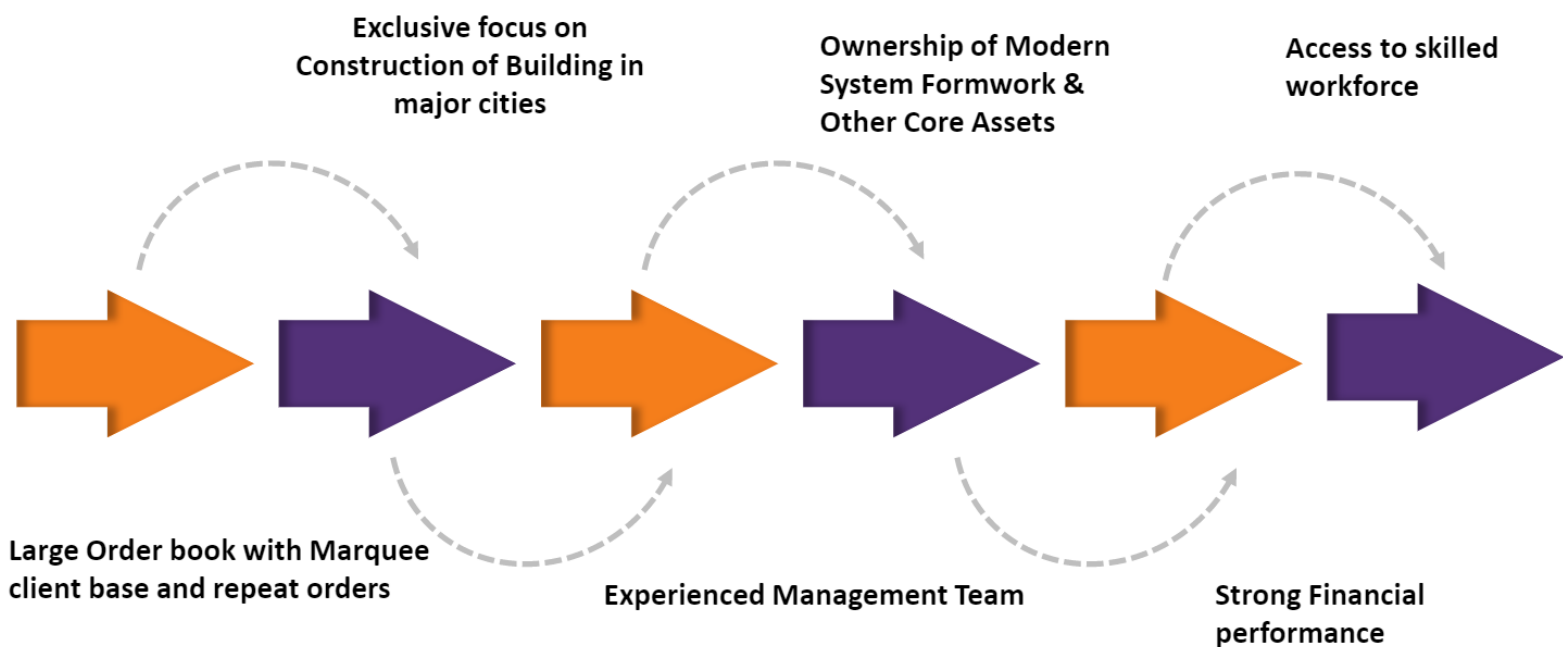 Exclusive focus on
Construction of Building in
major cities
Ownership of Modern
System Formwork &
Other Core Assets
Access to skilled
workforce
Large Order book with Marquee
client base and repeat orders
Experienced Management Team
Strong Financial
performance